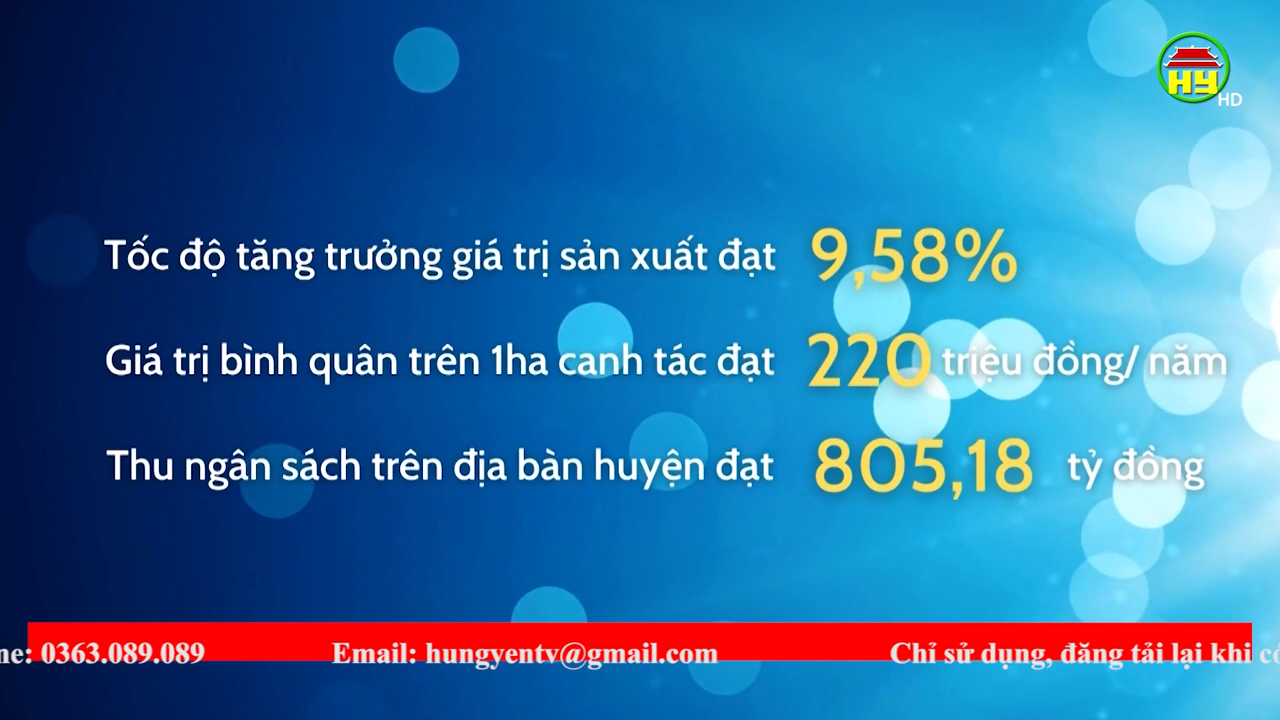 HY
HD
Tốc độ tăng trưởng giá trị sản xuất đạt 9,58%
Giá trị bình quân trên 1ha canh tác đạt 220 triệu đồng/ năm
Thu ngân sách trên địa bàn huyện đạt 805,18 tỷ đồng
ne: 0363.089.089 Email: hungyentv@gmail.com Chỉ sử dụng, đăng tải lại khi có